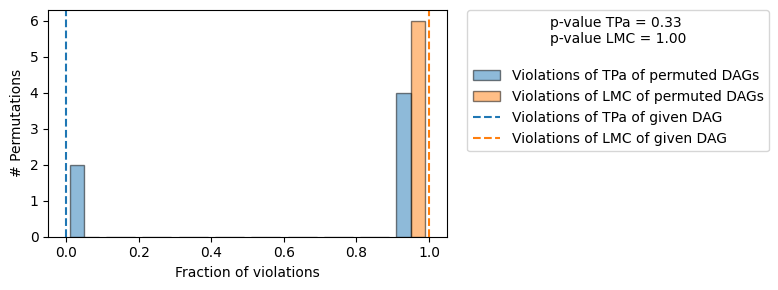 p-value TPa = 0.33
p-value LMC = 1.00
Violations of TPa of permuted DAGs
Violations of LMC of permuted DAGs
Violations of TPa of given DAG
Violations of LMC of given DAG
# Permutations
6
5
4
3
2
1
0
0.0 0.2 0.4 0.6 0.8 1.0
Fraction of violations